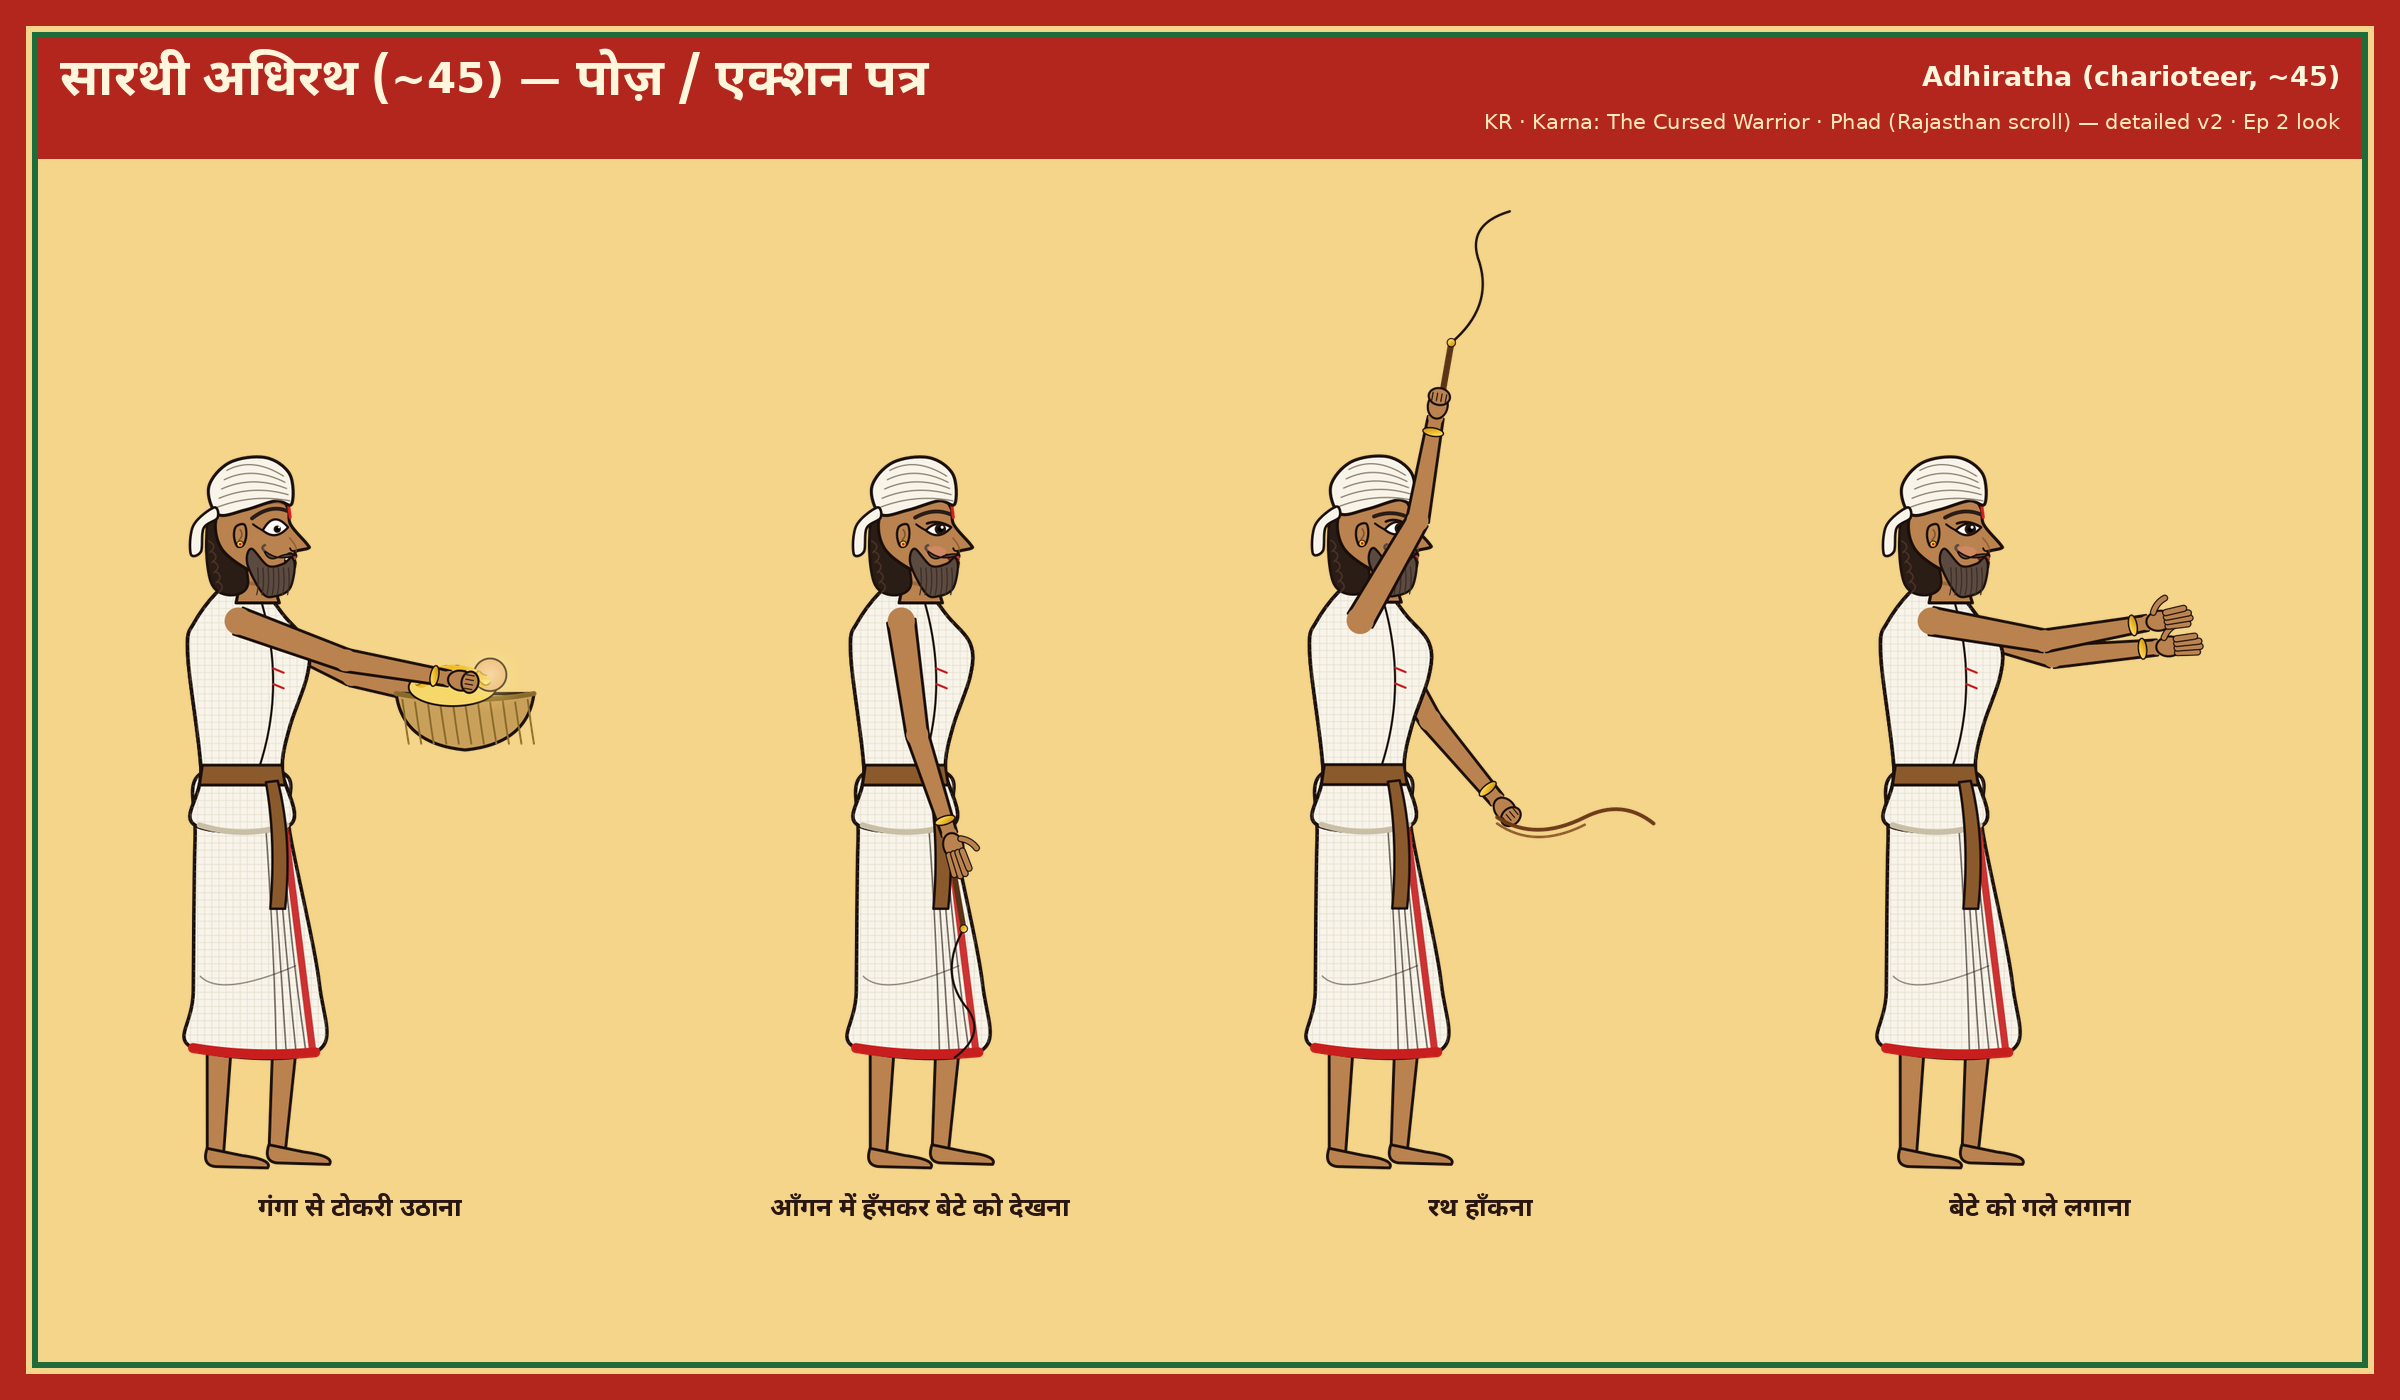 सारथी अधिरथ (~45) — पोज़ / एक्शन पत्र
Adhiratha (charioteer, ~45)
KR · Karna: The Cursed Warrior · Phad (Rajasthan scroll) — detailed v2 · Ep 2 look
गंगा से टोकरी उठाना
आँगन में हँसकर बेटे को देखना
रथ हाँकना
बेटे को गले लगाना